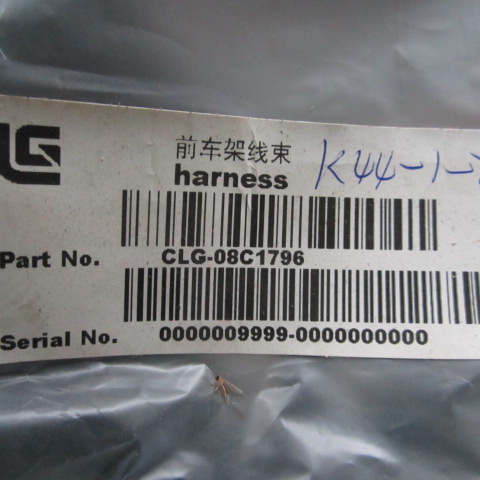 LG
前车架线束
harness
K44-1-
Part No. CLG-08C1796
Serial No. 0000009999-0000000000